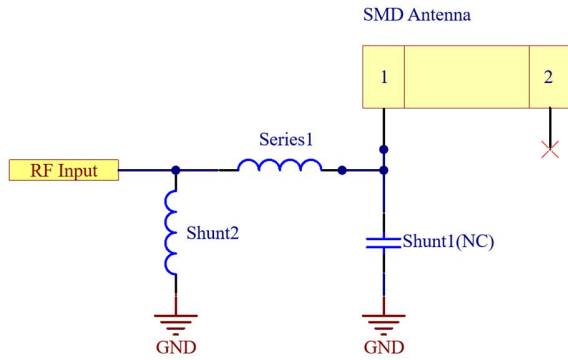 SMD Antenna
1
2
Series1
RF Input
Shunt2
Shunt1(NC)
GND
GND